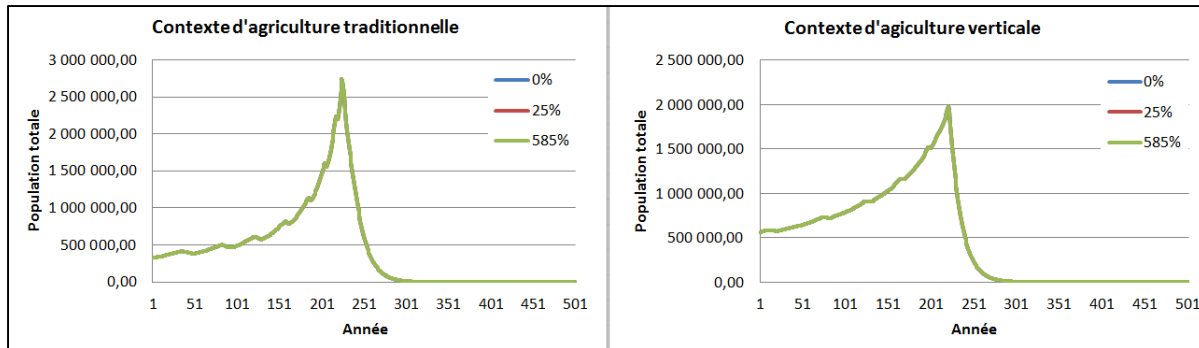 Contexte d'agriculture traditionnelle
3 000 000,00
2 500 000,00
2 000 000,00
1 500 000,00
1 000 000,00
500 000,00
0,00
Population totale
0%
25%
585%
1 51 101 151 201 251 301 351 401 451 501
Année
Contexte d'agiculture verticale
2 500 000,00
2 000 000,00
1 500 000,00
1 000 000,00
500 000,00
0,00
Population totale
0%
25%
585%
1 51 101 151 201 251 301 351 401 451 501
Année